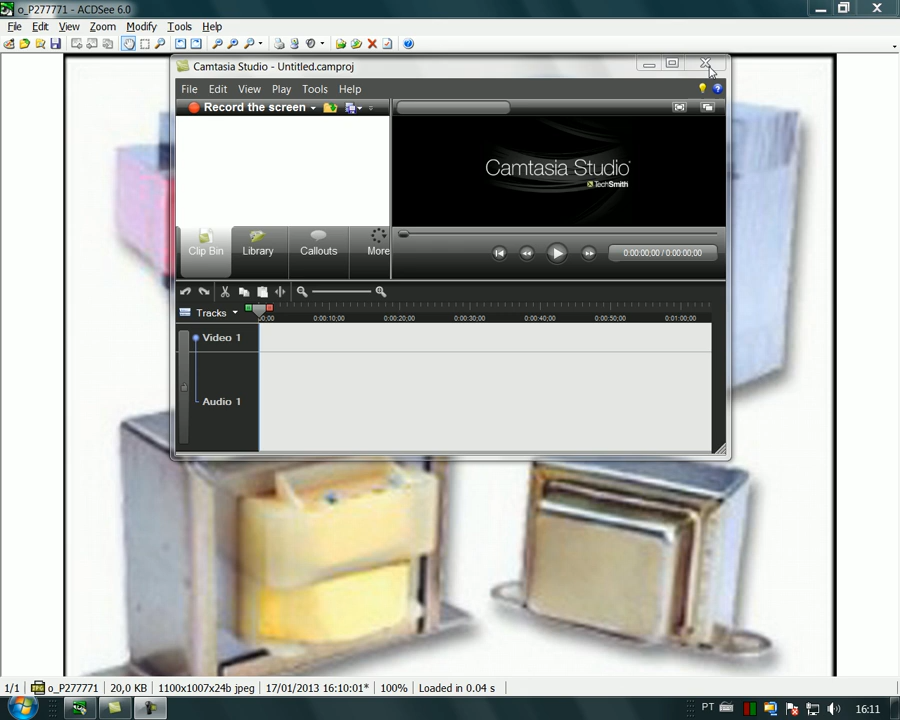 o_P277771 - ACDSee 6.0
File Edit View Zoom Modify Tools Help
Camtasia Studio - Untitled.camproj
File Edit View Play Tools Help
Record the screen
Camtasia Studio
TechSmith
Clip Bin Library Callouts More
0:00:00;00 / 0:00:00;00
Tracks 00;00 0:00:10;00 0:00:20;00 0:00:30;00 0:00:40;00 0:00:50;00 0:01:00;00
Video 1
Audio 1
1/1 o_P277771 20,0 KB 1100x1007x24b jpeg 17/01/2013 16:10:01* 100% Loaded in 0.04 s
PT 16:11